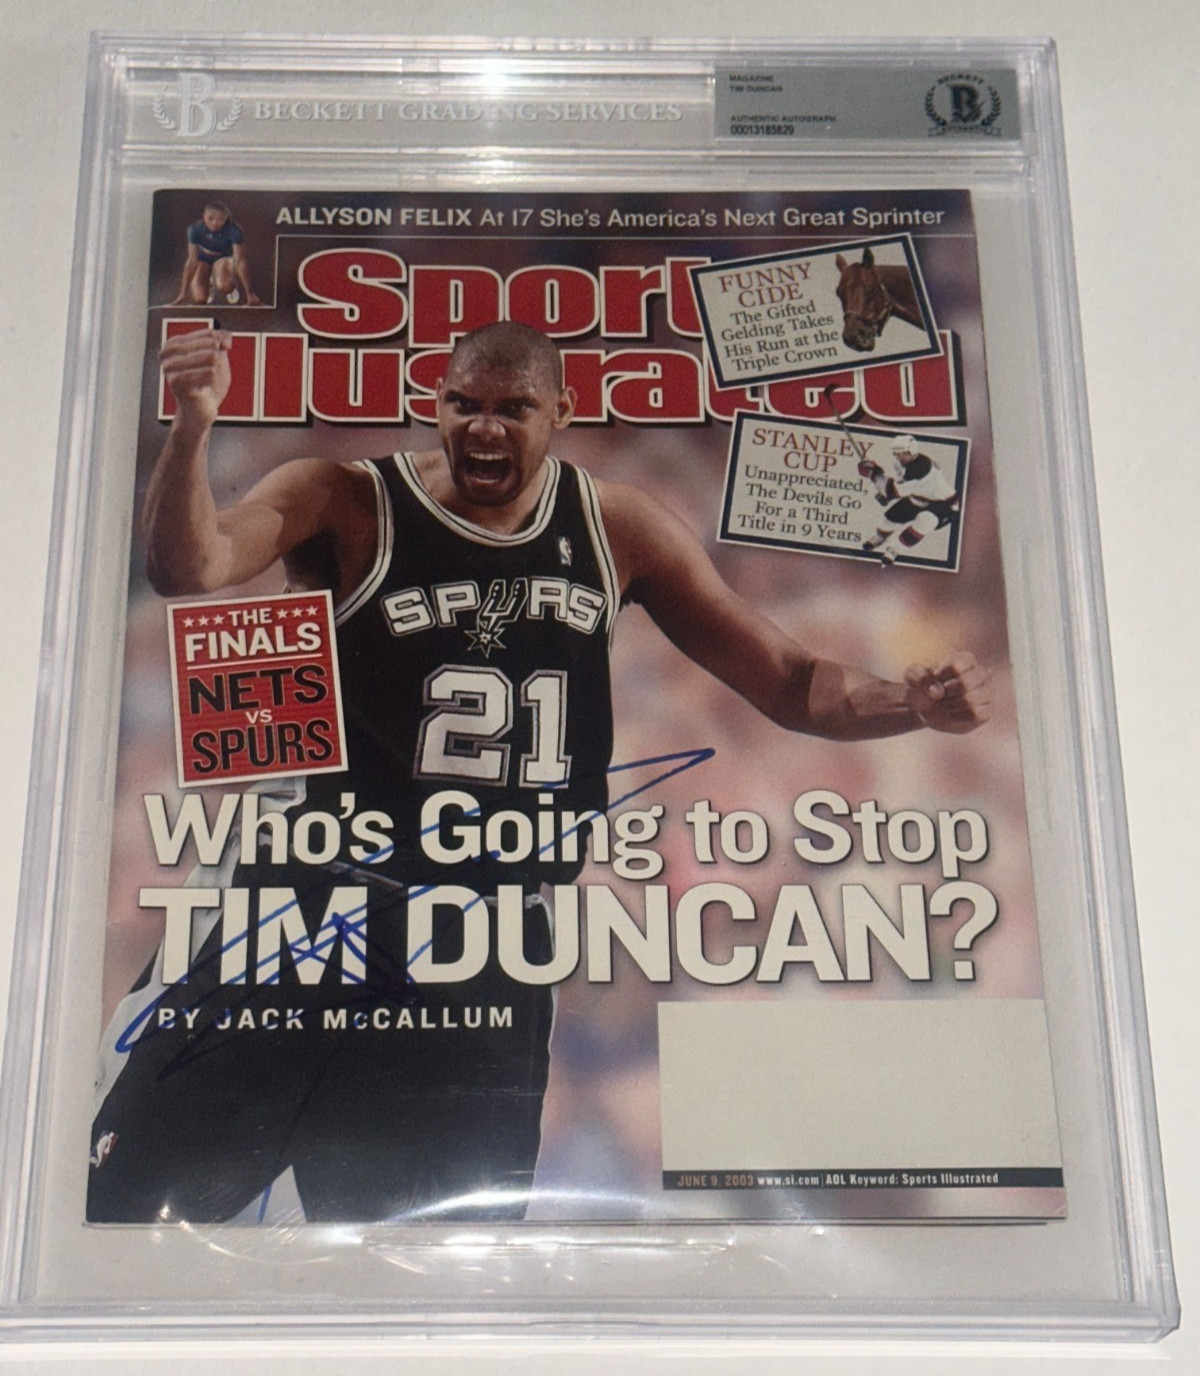 BECKETT GRADING SERVICES
MAGAZINE
TIM DUNCAN
AUTHENTIC AUTOGRAPH
00013185829
BECKETT
B
AUTHENTIC
ALLYSON FELIX At 17 She's America's Next Great Sprinter
Sports
Illustrated
FUNNY
CIDE
The Gifted
Gelding Takes
His Run at the
Triple Crown
STANLEY
CUP
Unappreciated,
The Devils Go
For a Third
Title in 9 Years
SPURS
21
THE
FINALS
NETS
VS
SPURS
Who's Going to Stop
TIM DUNCAN?
BY JACK McCALLUM
JUNE 9, 2003 www.si.com | AOL Keyword: Sports Illustrated